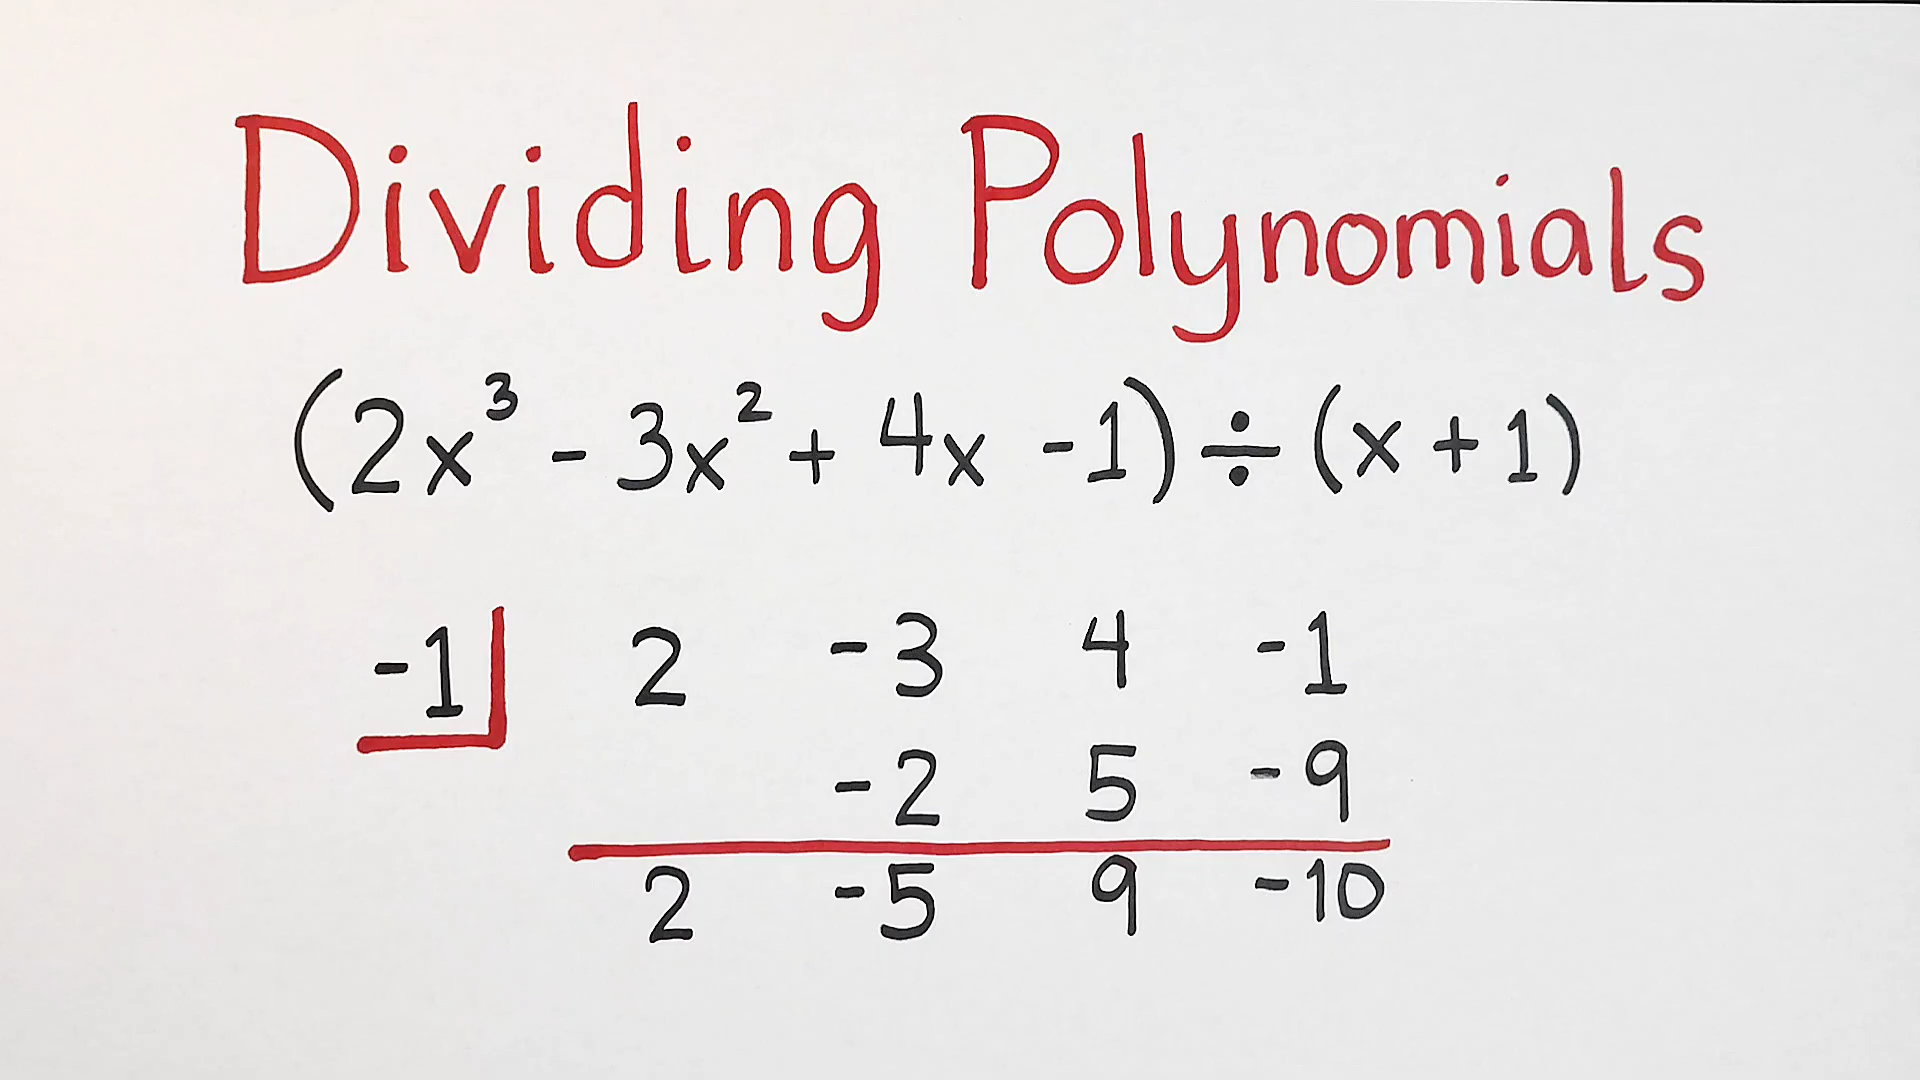 Dividing Polynomials
(2x³ - 3x² + 4x - 1) ÷ (x + 1)
-1 2 -3 4 -1
-2 5 -9
2 -5 9 -10